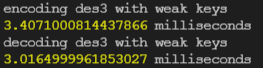 encoding des3 with weak keys
3.4071000814437866 milliseconds
decoding des3 with weak keys
3.0164999961853027 milliseconds